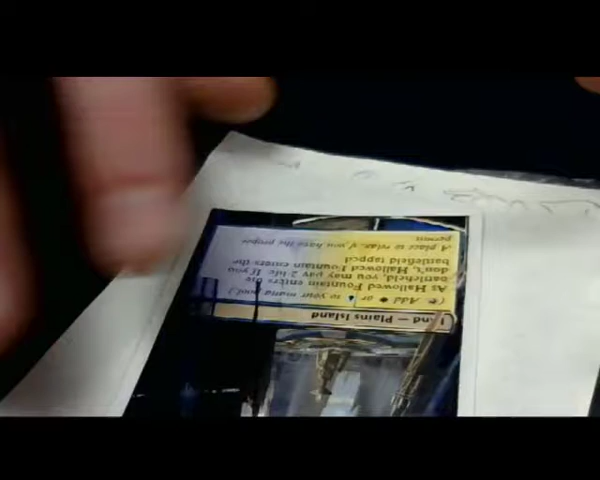 Land — Plains Island
(: Add or to your mana pool.)
As Hallowed Fountain enters the
battlefield, you may pay 2 life. If you
don't, Hallowed Fountain enters the
battlefield tapped.
A place to relax, if you have the proper
permit.